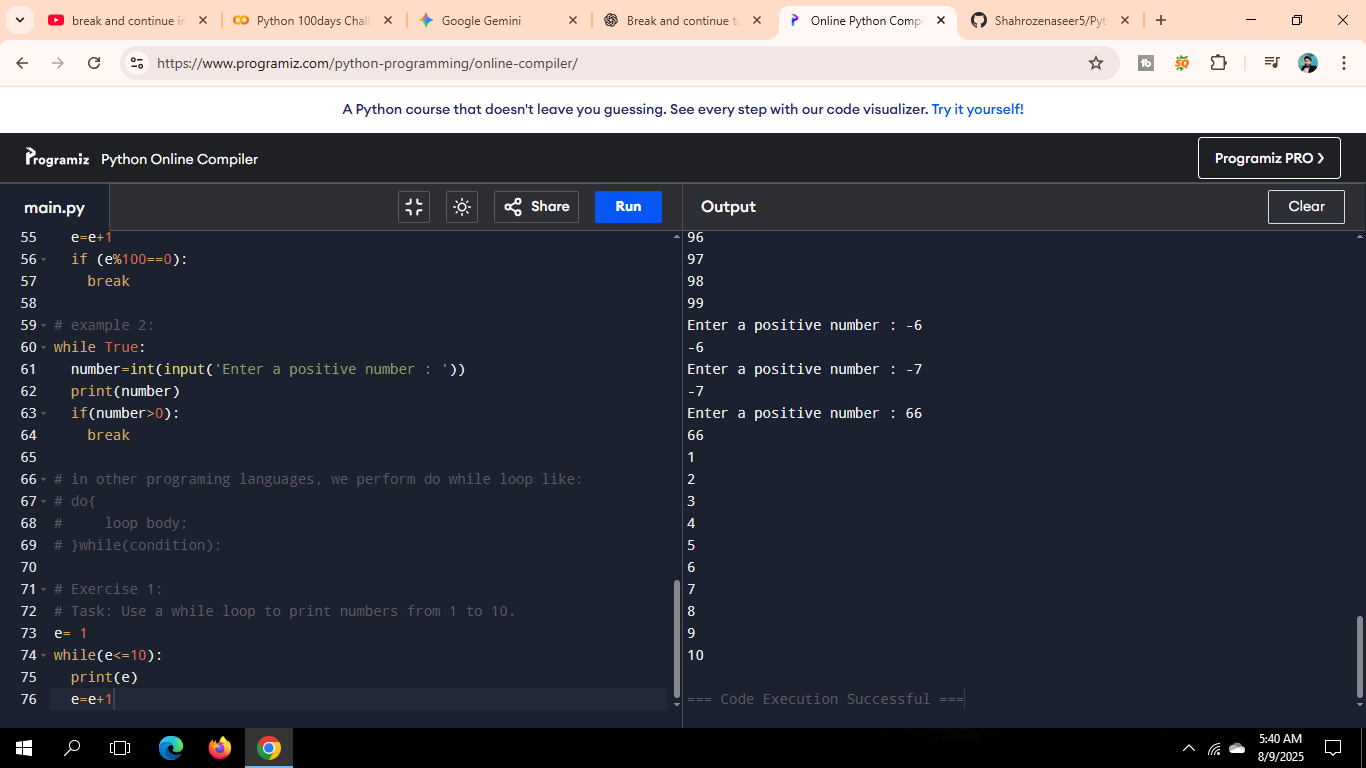 break and continue in
Python 100days Chall
Google Gemini
Break and continue tu
Online Python Compi
Shahrozenaseer5/Pyt
https://www.programiz.com/python-programming/online-compiler/
A Python course that doesn't leave you guessing. See every step with our code visualizer. Try it yourself!
Programiz Python Online Compiler
Programiz PRO ❯
main.py
Share
Run
Output
Clear
55 e=e+1
56 if (e%100==0):
57 break
58
59 # example 2:
60 while True:
61 number=int(input('Enter a positive number : '))
62 print(number)
63 if(number>0):
64 break
65
66 # in other programing languages, we perform do while loop like:
67 # do{
68 #     loop body;
69 # }while(condition);
70
71 # Exercise 1:
72 # Task: Use a while loop to print numbers from 1 to 10.
73 e= 1
74 while(e<=10):
75 print(e)
76 e=e+1
96
97
98
99
Enter a positive number : -6
-6
Enter a positive number : -7
-7
Enter a positive number : 66
66
1
2
3
4
5
6
7
8
9
10
=== Code Execution Successful ===
5:40 AM
8/9/2025